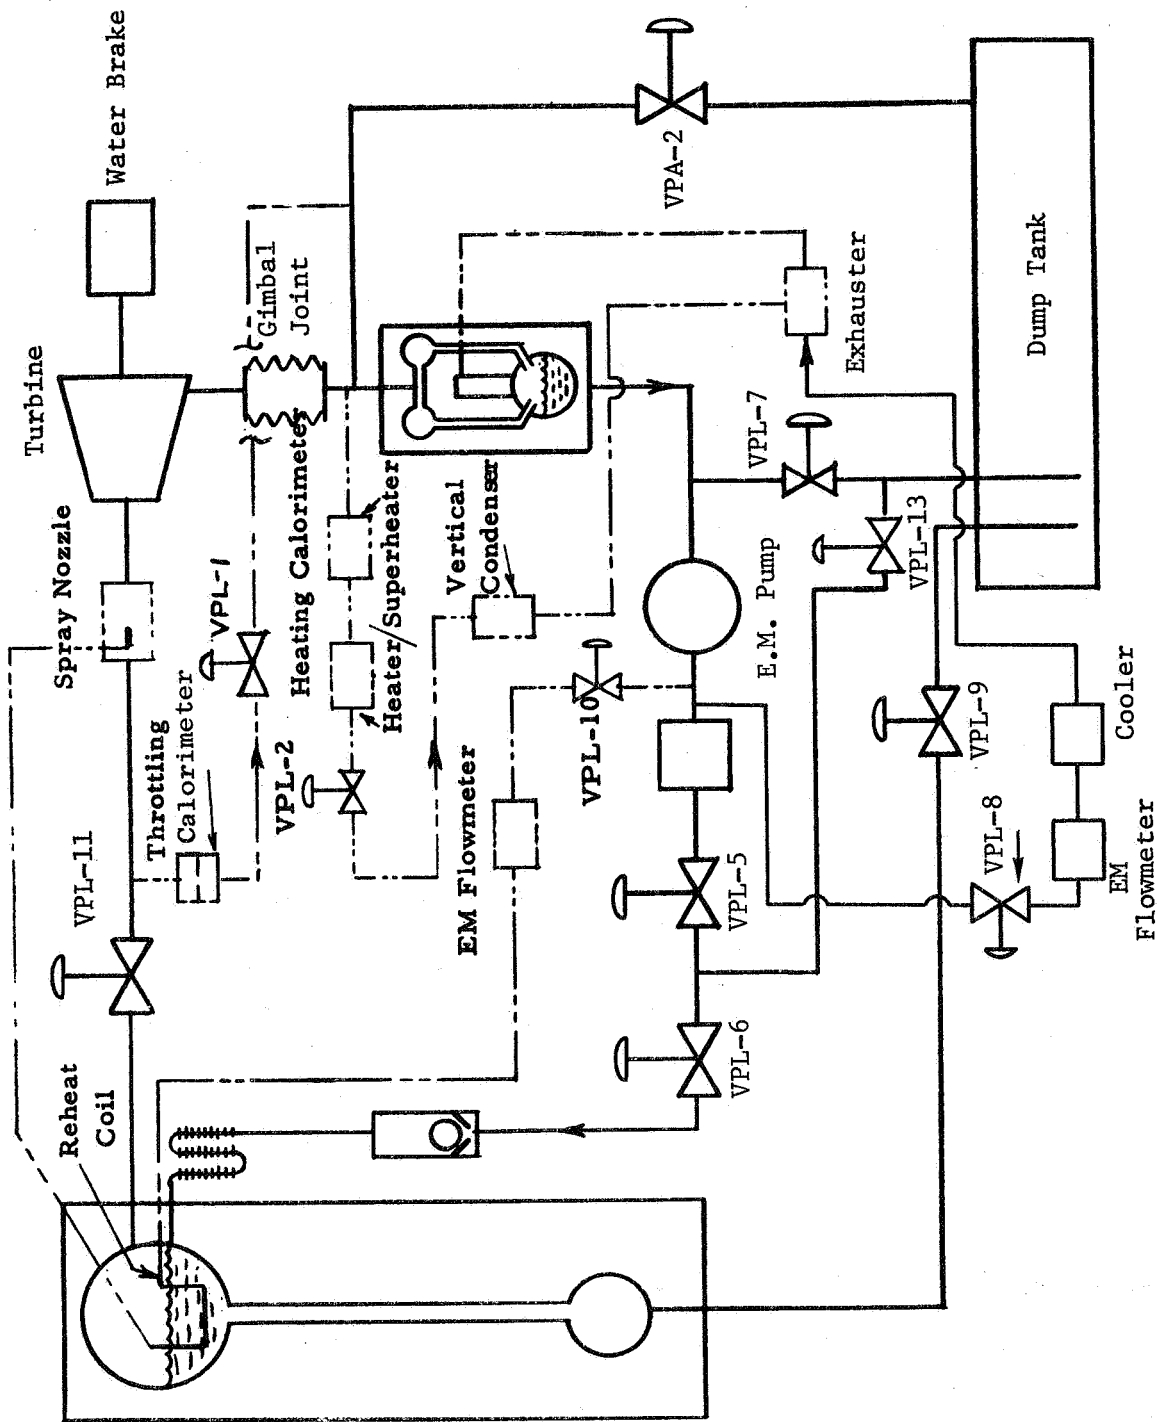 Water Brake
Turbine
Gimbal
Joint
Spray Nozzle
VPL-11
Throttling
Calorimeter
VPL-1
VPL-2
Heating Calorimeter
Heater/Superheater
Reheat
Coil
EM Flowmeter
Vertical
Condenser
VPL-10
E.M. Pump
VPA-2
Exhauster
VPL-7
VPL-13
VPL-5
VPL-6
VPL-9
VPL-8
Cooler
EM
Flowmeter
Dump Tank